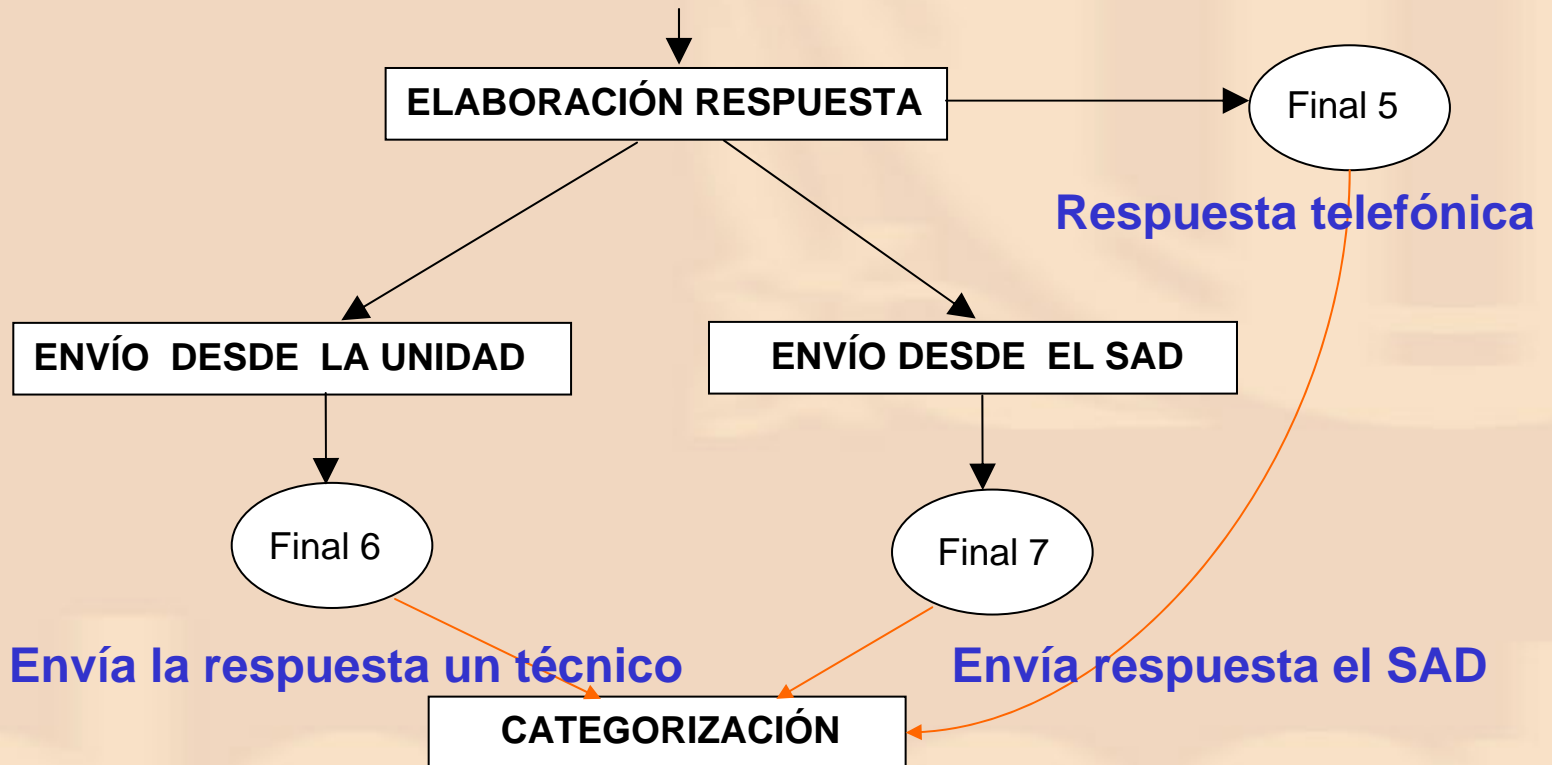 ELABORACIÓN RESPUESTA
Final 5
Respuesta telefónica
ENVÍO DESDE LA UNIDAD
ENVÍO DESDE EL SAD
Final 6
Final 7
Envía la respuesta un técnico
Envía respuesta el SAD
CATEGORIZACIÓN